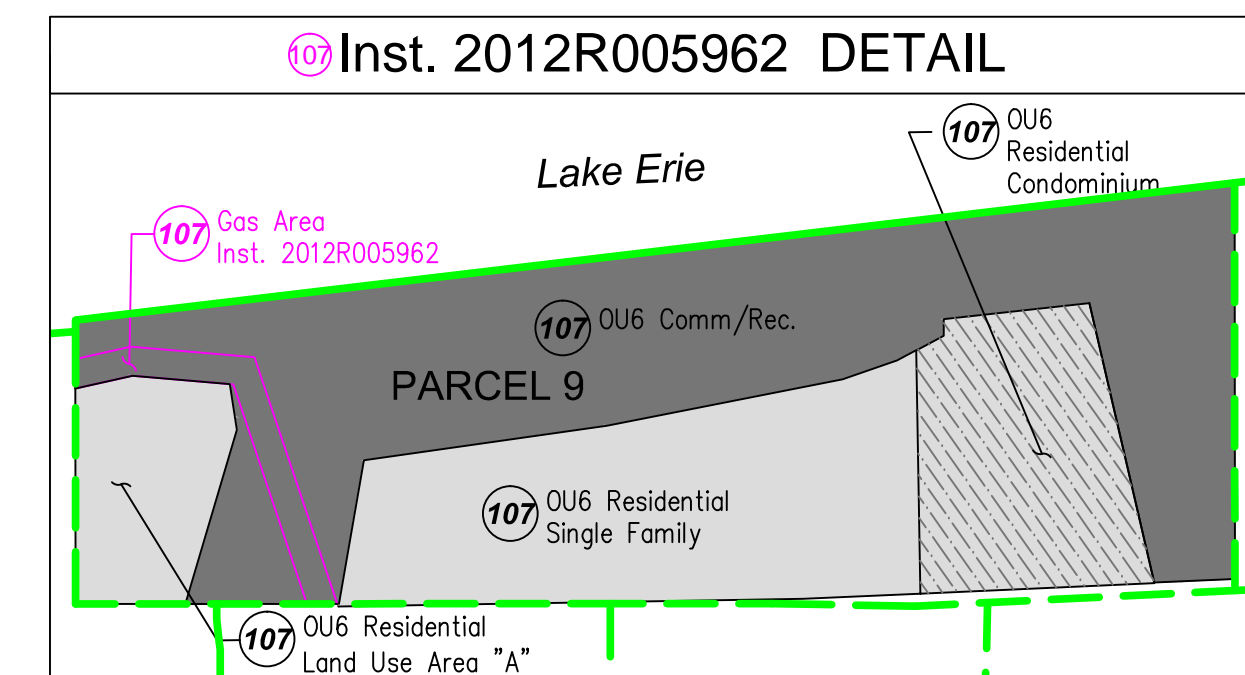 107 Inst. 2012R005962 DETAIL
107 OU6
Residential
Condominium
Lake Erie
107 Gas Area
Inst. 2012R005962
107 OU6 Comm/Rec.
PARCEL 9
107 OU6 Residential
Single Family
107 OU6 Residential
Land Use Area "A"